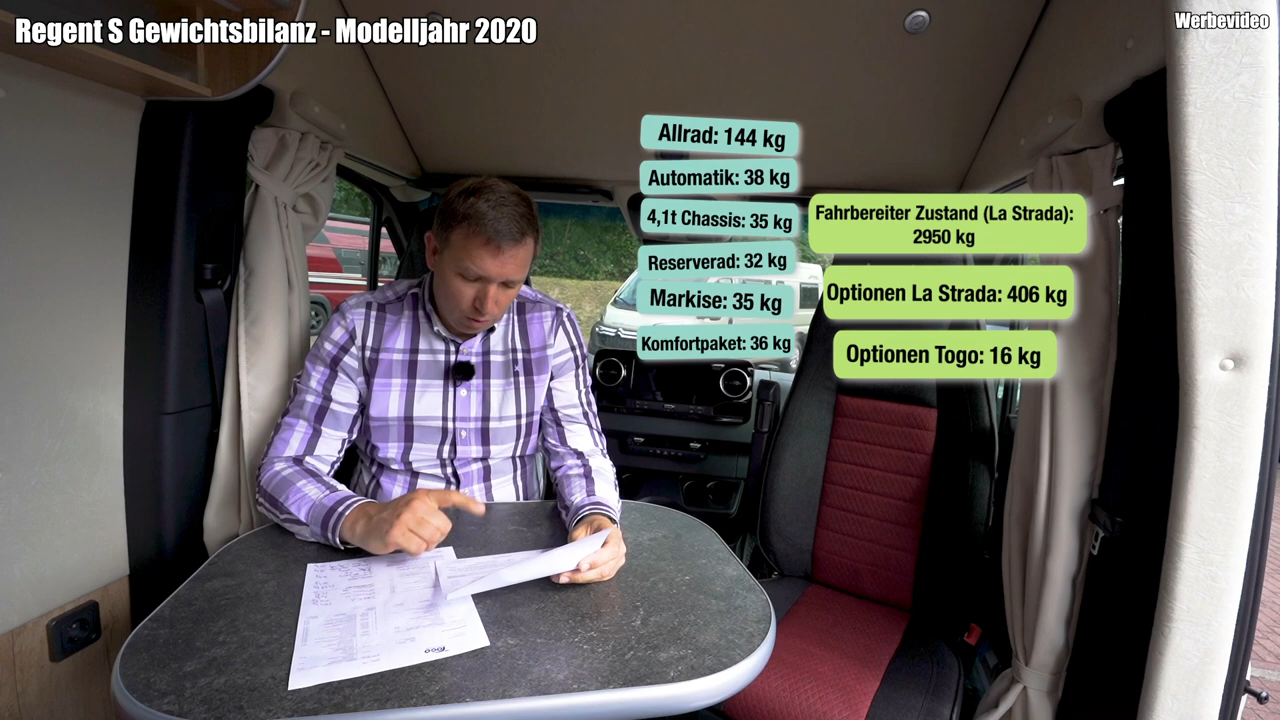 Regent S Gewichtsbilanz - Modelljahr 2020
Werbevideo
Allrad: 144 kg
Automatik: 38 kg
4,1t Chassis: 35 kg
Reserverad: 32 kg
Markise: 35 kg
Komfortpaket: 36 kg
Fahrbereiter Zustand (La Strada):
2950 kg
Optionen La Strada: 406 kg
Optionen Togo: 16 kg